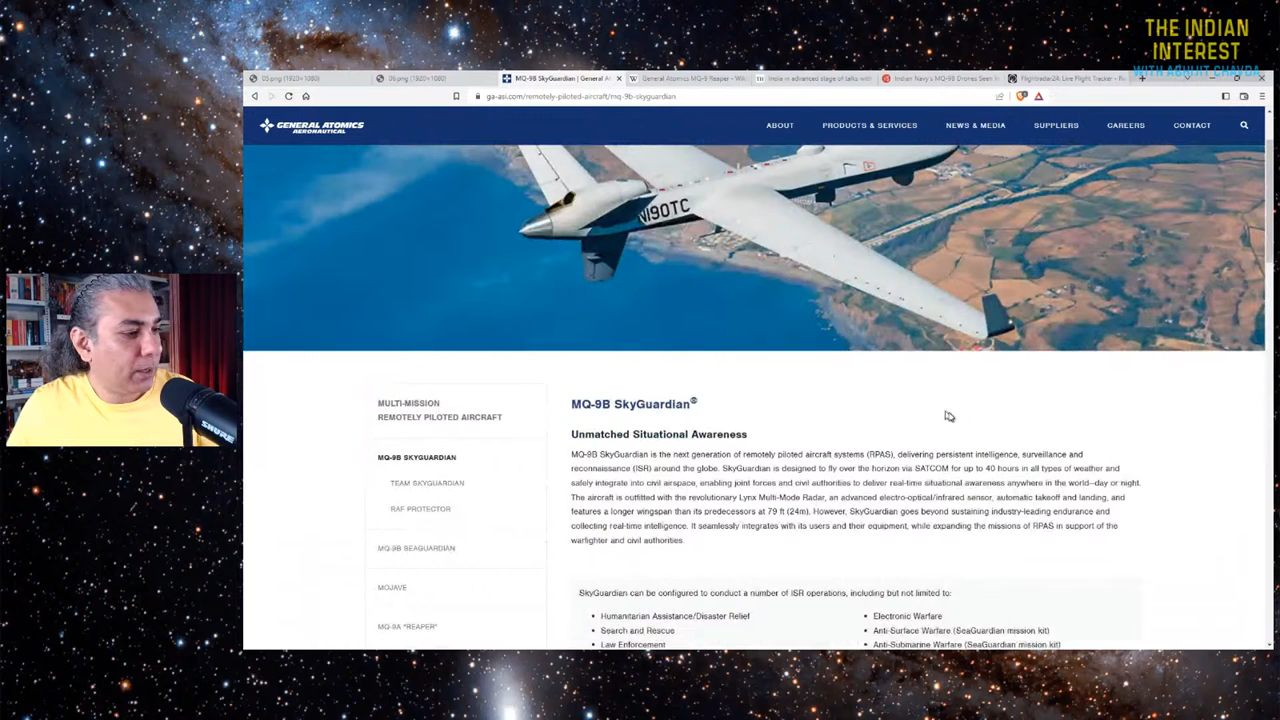 THE INDIAN
INTEREST
WITH ABHIJIT CHAVDA
05.png (1920×1080)
06.png (1920×1080)
MQ-9B SkyGuardian | General At
General Atomics MQ-9 Reaper - Wik
India in advanced stage of talks with
Indian Navy's MQ-9B Drones Seen In
Flightradar24: Live Flight Tracker - R
ga-asi.com/remotely-piloted-aircraft/mq-9b-skyguardian
GENERAL ATOMICS
AERONAUTICAL
ABOUT PRODUCTS & SERVICES NEWS & MEDIA SUPPLIERS CAREERS CONTACT
N190TC
SHURE
MULTI-MISSION
REMOTELY PILOTED AIRCRAFT
MQ-9B SKYGUARDIAN
TEAM SKYGUARDIAN
RAF PROTECTOR
MQ-9B SEAGUARDIAN
MOJAVE
MQ-9A "REAPER"
MQ-9B SkyGuardian®
Unmatched Situational Awareness
MQ-9B SkyGuardian is the next generation of remotely piloted aircraft systems (RPAS), delivering persistent intelligence, surveillance and
reconnaissance (ISR) around the globe. SkyGuardian is designed to fly over the horizon via SATCOM for up to 40 hours in all types of weather and
safely integrate into civil airspace, enabling joint forces and civil authorities to deliver real-time situational awareness anywhere in the world--day or night.
The aircraft is outfitted with the revolutionary Lynx Multi-Mode Radar, an advanced electro-optical/infrared sensor, automatic takeoff and landing, and
features a longer wingspan than its predecessors at 79 ft (24m). However, SkyGuardian goes beyond sustaining industry-leading endurance and
collecting real-time intelligence. It seamlessly integrates with its users and their equipment, while expanding the missions of RPAS in support of the
warfighter and civil authorities.
SkyGuardian can be configured to conduct a number of ISR operations, including but not limited to:
• Humanitarian Assistance/Disaster Relief
• Search and Rescue
• Law Enforcement
• Electronic Warfare
• Anti-Surface Warfare (SeaGuardian mission kit)
• Anti-Submarine Warfare (SeaGuardian mission kit)